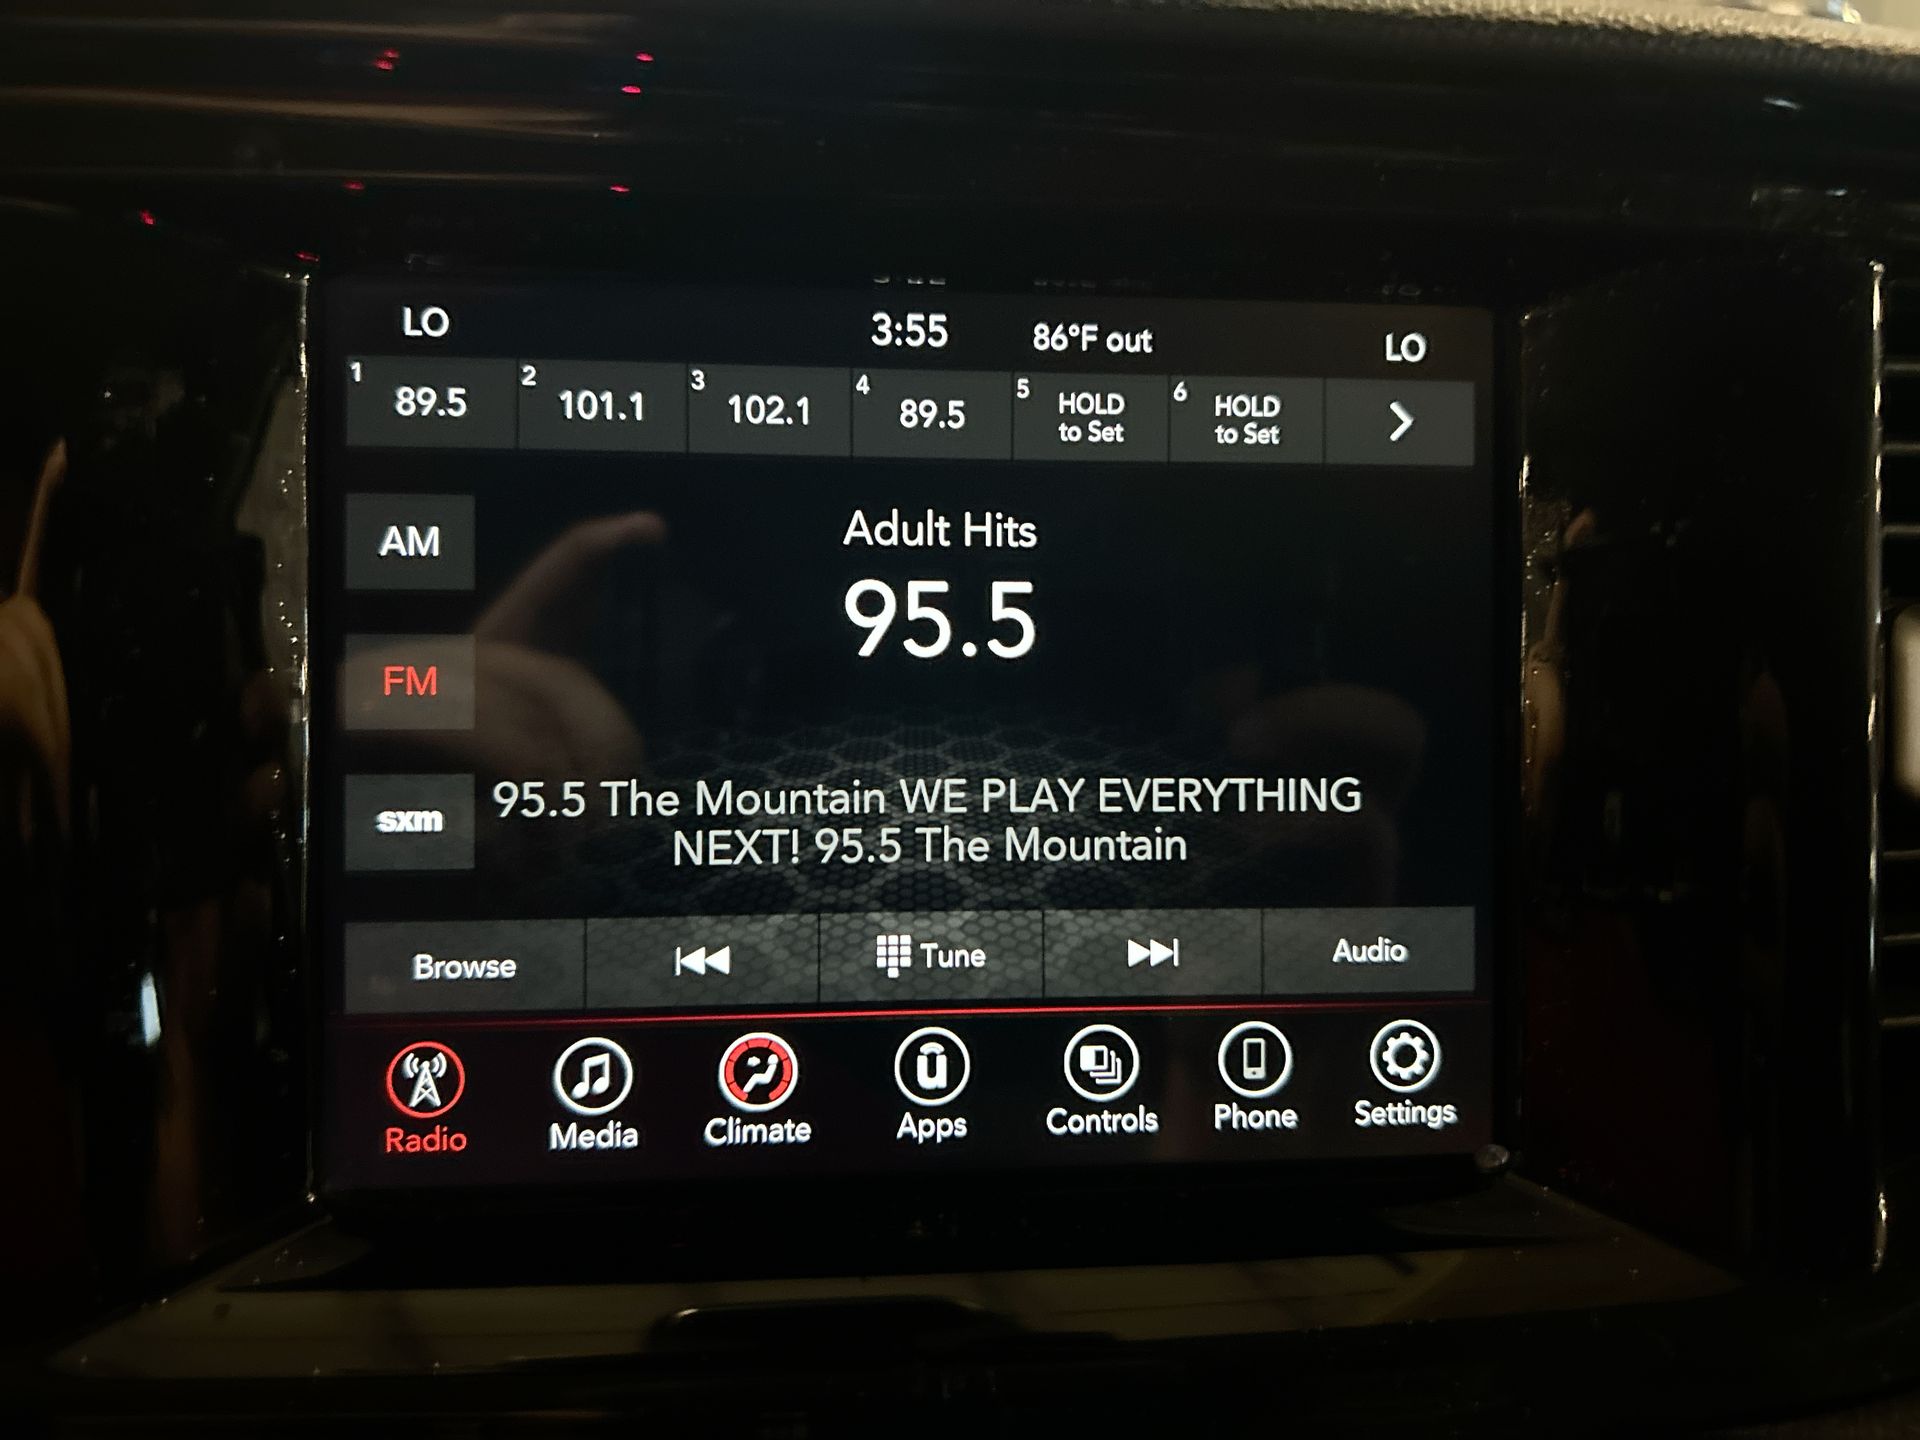 LO 3:55 86°F out LO
1 89.5 2 101.1 3 102.1 4 89.5 5 HOLD to Set 6 HOLD to Set
AM
Adult Hits
95.5
FM
sxm
95.5 The Mountain WE PLAY EVERYTHING
NEXT! 95.5 The Mountain
Browse Tune Audio
Radio Media Climate Apps Controls Phone Settings